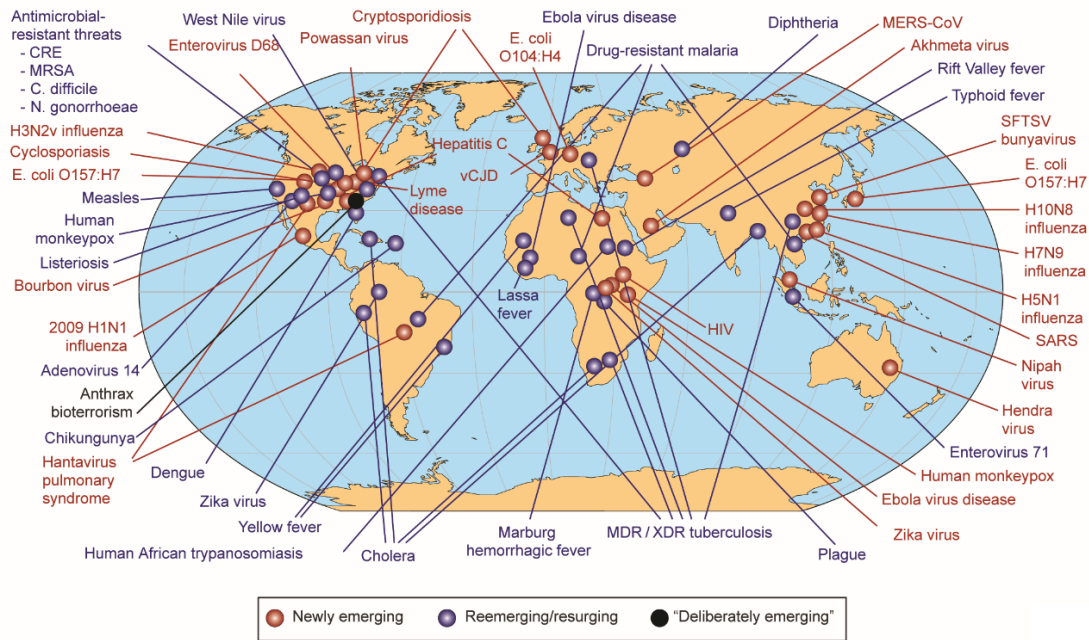 Antimicrobial-
resistant threats
- CRE
- MRSA
- C. difficile
- N. gonorrhoeae
West Nile virus
Enterovirus D68
Cryptosporidiosis
Powassan virus
E. coli
O104:H4
Ebola virus disease
Drug-resistant malaria
Diphtheria
MERS-CoV
Akhmeta virus
Rift Valley fever
Typhoid fever
SFTSV
bunyavirus
E. coli
O157:H7
H10N8
influenza
H7N9
influenza
H5N1
influenza
SARS
Nipah
virus
Hendra
virus
Enterovirus 71
Human monkeypox
Ebola virus disease
Zika virus
Plague
MDR / XDR tuberculosis
Marburg
hemorrhagic fever
Cholera
Human African trypanosomiasis
Yellow fever
Zika virus
Dengue
Hantavirus
pulmonary
syndrome
Chikungunya
Anthrax
bioterrorism
Adenovirus 14
2009 H1N1
influenza
Bourbon virus
Listeriosis
Human
monkeypox
Measles
E. coli O157:H7
Cyclosporiasis
H3N2v influenza
Hepatitis C
vCJD
Lyme
disease
Lassa
fever
HIV
Newly emerging
Reemerging/resurging
“Deliberately emerging”